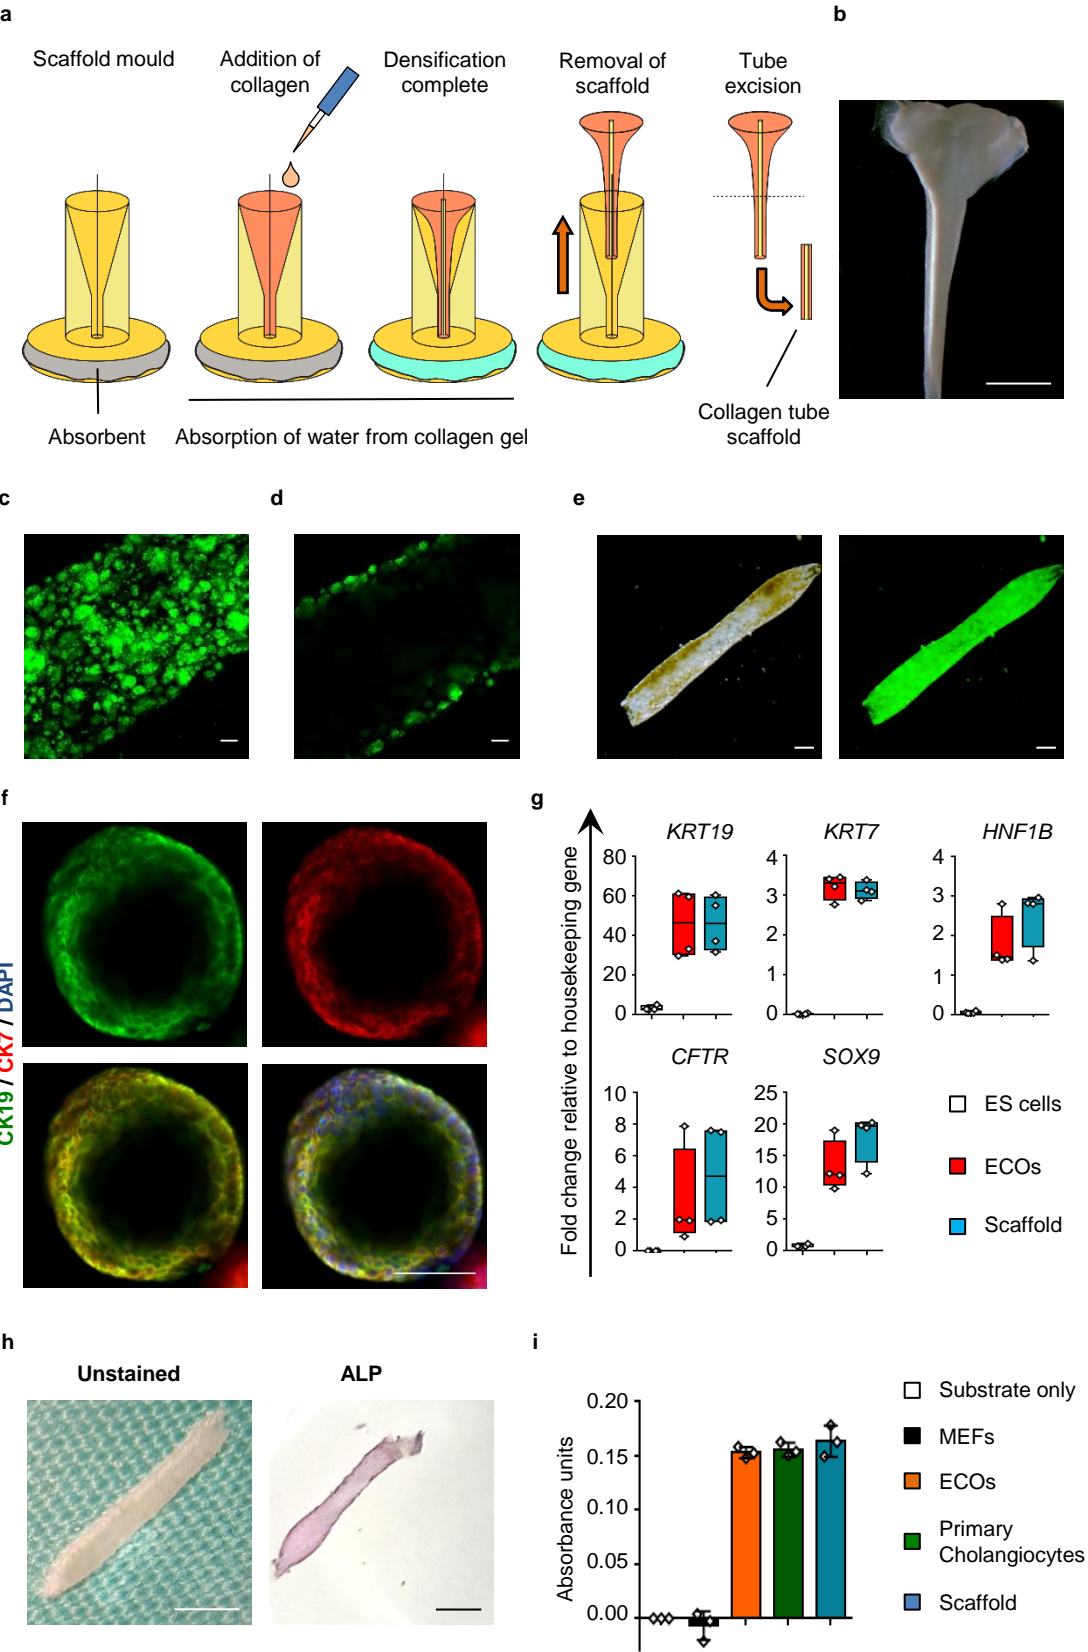 a
b
Scaffold mould
Addition of
collagen
Densification
complete
Removal of
scaffold
Tube
excision
Absorbent
Absorption of water from collagen gel
Collagen tube
scaffold
c
d
e
f
CK19 / CK7 / DAPI
g
Fold change relative to housekeeping gene
KRT19
80
60
40
20
0
KRT7
4
3
2
1
0
HNF1B
4
3
2
1
0
CFTR
10
8
6
4
2
0
SOX9
25
20
15
10
5
0
ES cells
ECOs
Scaffold
h
Unstained
ALP
i
Absorbance units
0.20
0.15
0.10
0.05
0.00
Substrate only
MEFs
ECOs
Primary
Cholangiocytes
Scaffold